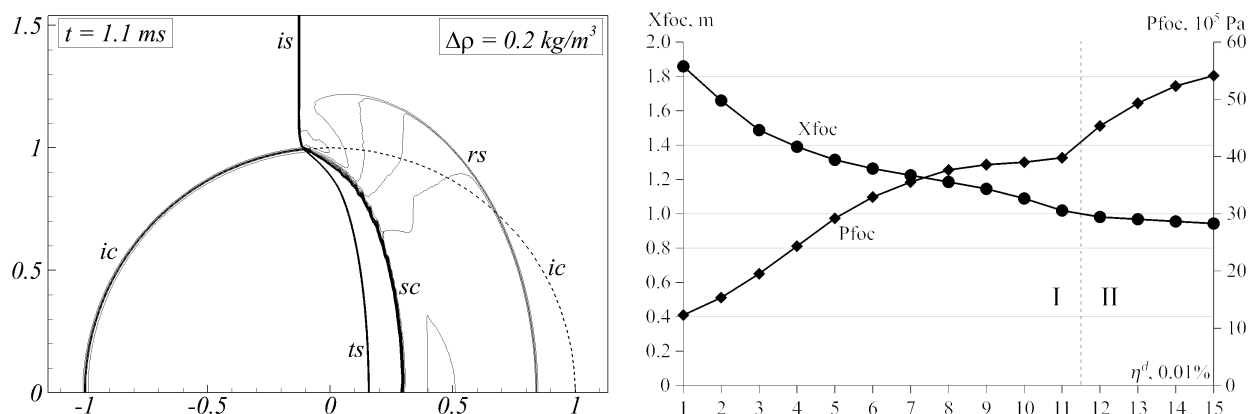 t = 1.1 ms
Δρ = 0.2 kg/m³
1.5
1
0.5
0
-1
-0.5
0
0.5
1
is
rs
ic
ic
sc
ts
Xfoc, m
Pfoc, 10⁵ Pa
2.0
1.8
1.6
1.4
1.2
1.0
0.8
0.6
0.4
0.2
0
60
50
40
30
20
10
0
Xfoc
Pfoc
I
II
ηᵈ, 0.01%
1 2 3 4 5 6 7 8 9 10 11 12 13 14 15